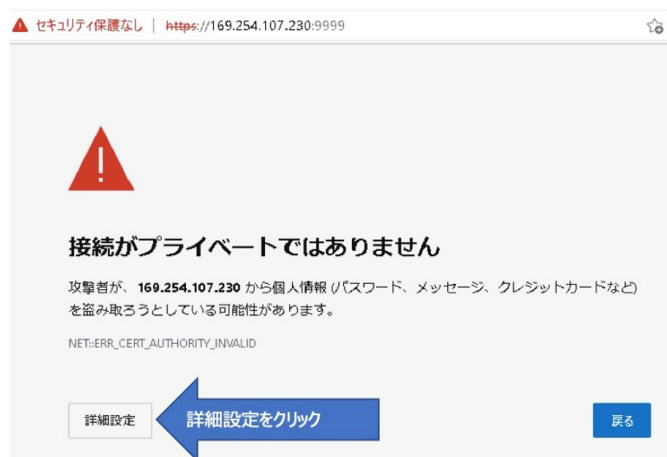 セキュリティ保護なし | https://169.254.107.230:9999
接続がプライベートではありません
攻撃者が、169.254.107.230 から個人情報 (パスワード、メッセージ、クレジットカードなど)
を盗み取ろうとしている可能性があります。
NET::ERR_CERT_AUTHORITY_INVALID
詳細設定
詳細設定をクリック
戻る